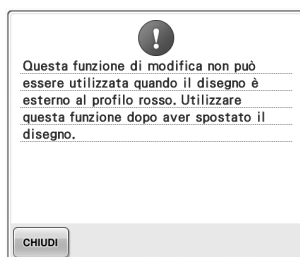 Questa funzione di modifica non può
essere utilizzata quando il disegno è
esterno al profilo rosso. Utilizzare
questa funzione dopo aver spostato il
disegno.
CHIUDI